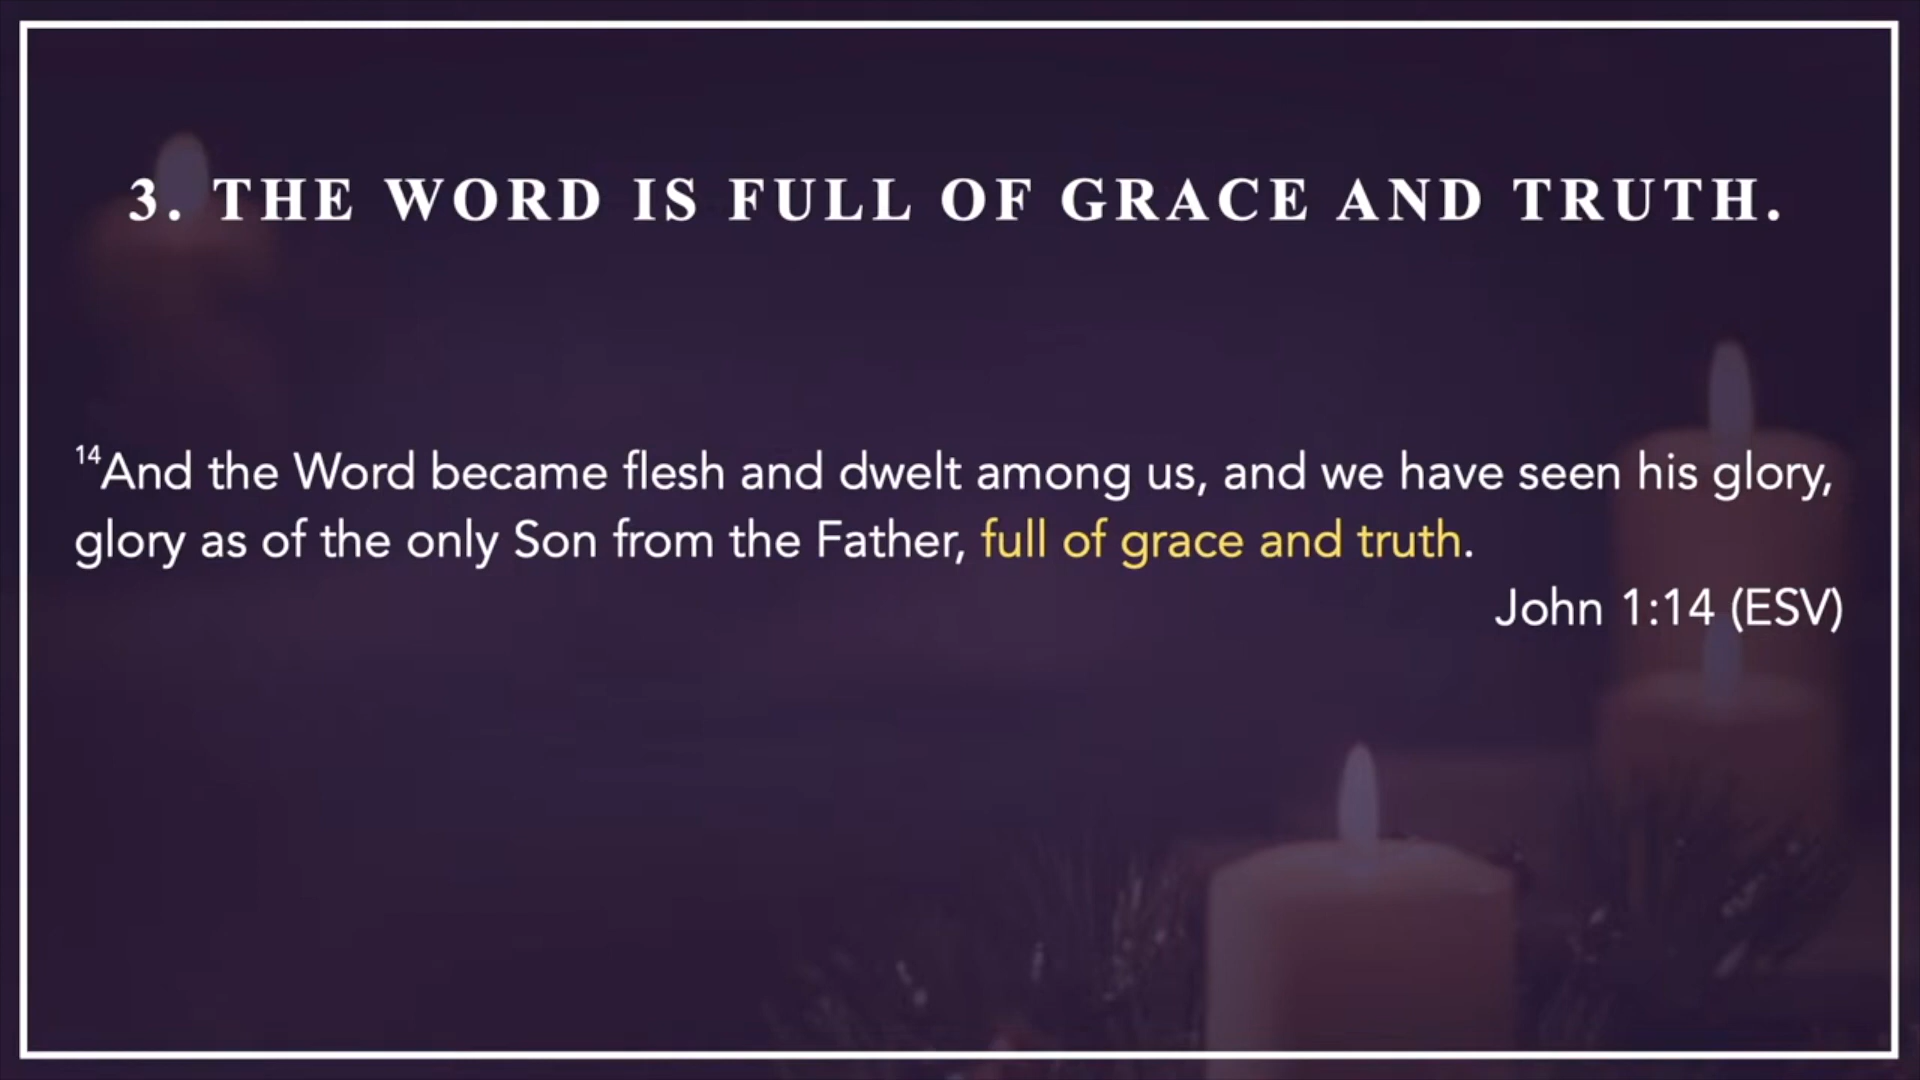 3. THE WORD IS FULL OF GRACE AND TRUTH.
14And the Word became flesh and dwelt among us, and we have seen his glory,
glory as of the only Son from the Father, full of grace and truth.
John 1:14 (ESV)